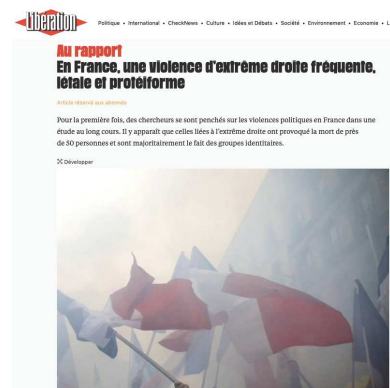 Libération
Politique • International • CheckNews • Culture • Idées et Débats • Société • Environnement • Economie • L
Au rapport
En France, une violence d'extrême droite fréquente,
létale et protéiforme
Article réservé aux abonnés
Pour la première fois, des chercheurs se sont penchés sur les violences politiques en France dans une
étude au long cours. Il y apparaît que celles liées à l'extrême droite ont provoqué la mort de près
de 50 personnes et sont majoritairement le fait des groupes identitaires.
Développer